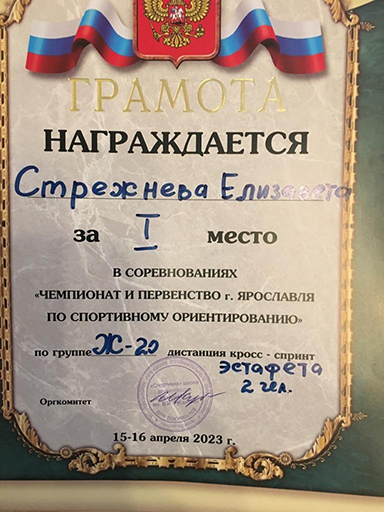 ГРАМОТА
НАГРАЖДАЕТСЯ
Стрежнева Елизавета
за I место
В СОРЕВНОВАНИЯХ
«ЧЕМПИОНАТ И ПЕРВЕНСТВО г. ЯРОСЛАВЛЯ
ПО СПОРТИВНОМУ ОРИЕНТИРОВАНИЮ»
по группе Ж-20 дистанция кросс - спринт
эстафета
2 чел.
Оргкомитет
15-16 апреля 2023 г.